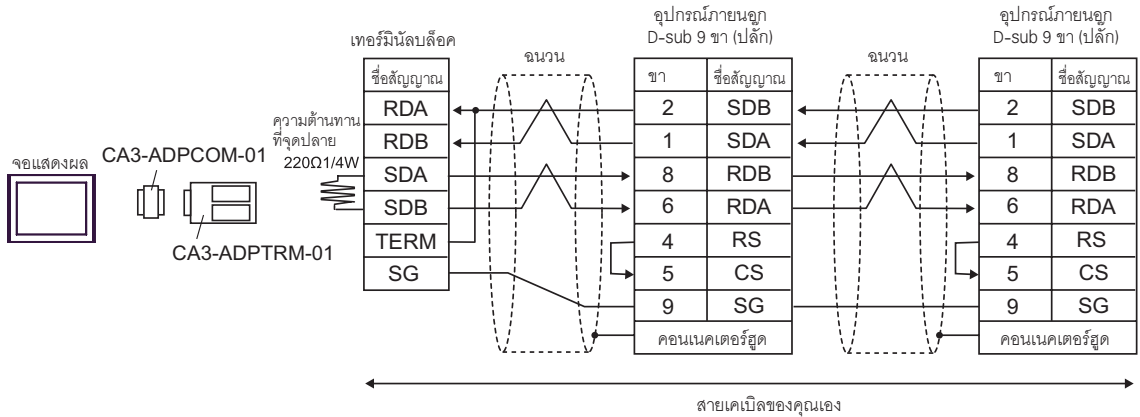 อุปกรณ์ภายนอก
D-sub 9 ขา (ปลั๊ก)
อุปกรณ์ภายนอก
D-sub 9 ขา (ปลั๊ก)
เทอร์มินัลบล็อค
ฉนวน
ฉนวน
ชื่อสัญญาณ
ขา ชื่อสัญญาณ
ขา ชื่อสัญญาณ
RDA
2 SDB
2 SDB
ความต้านทาน
ที่จุดปลาย
220Ω1/4W
RDB
1 SDA
1 SDA
จอแสดงผล
CA3-ADPCOM-01
SDA
8 RDB
8 RDB
SDB
6 RDA
6 RDA
CA3-ADPTRM-01
TERM
4 RS
4 RS
SG
5 CS
5 CS
9 SG
9 SG
คอนเนคเตอร์ฮูด
คอนเนคเตอร์ฮูด
สายเคเบิลของคุณเอง